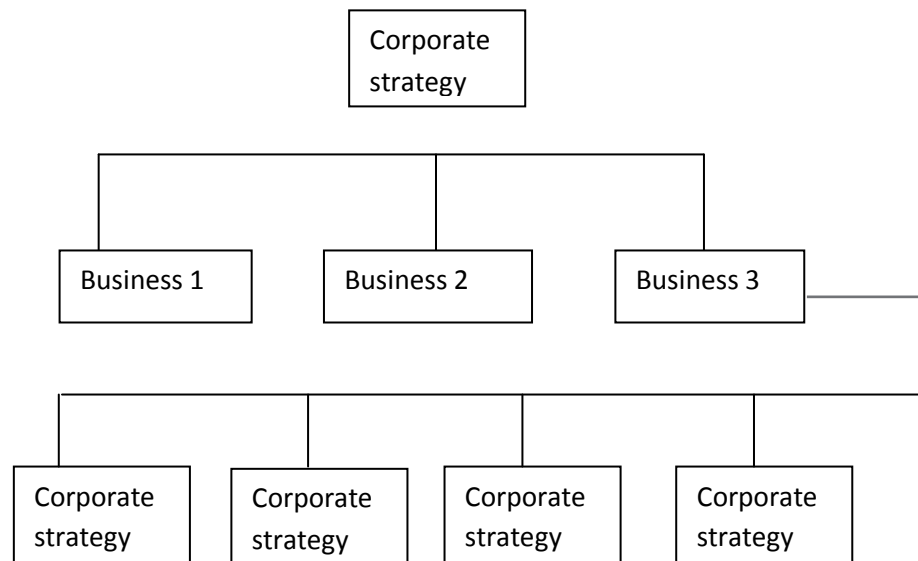 Corporate
strategy
Business 1
Business 2
Business 3
Corporate
strategy
Corporate
strategy
Corporate
strategy
Corporate
strategy